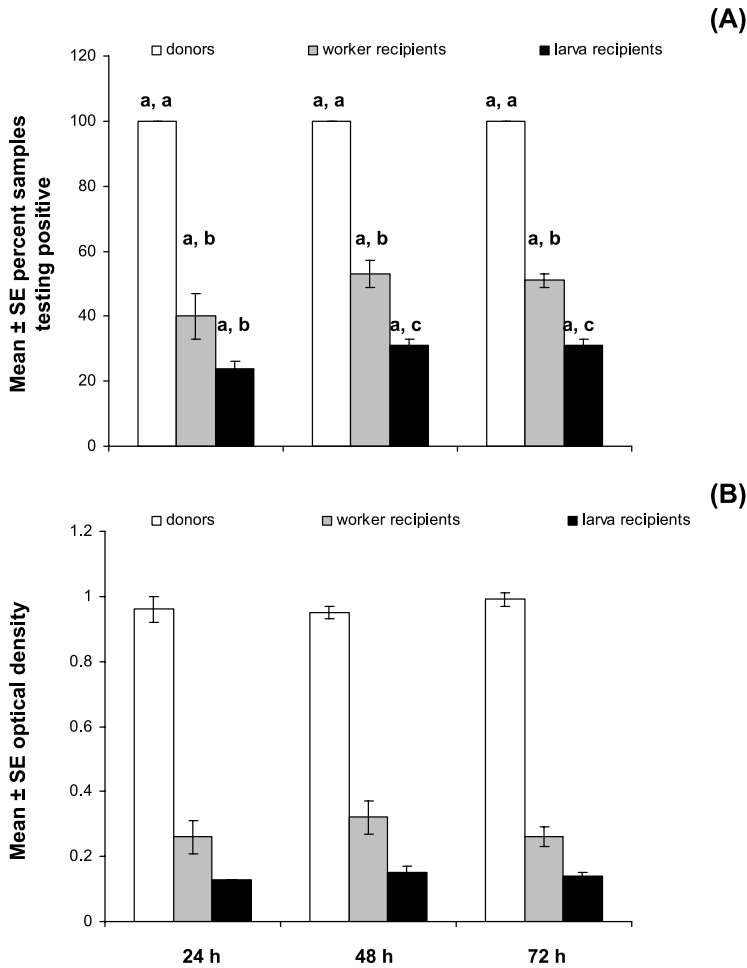 (A)
donors worker recipients larva recipients
Mean ± SE percent samples
testing positive
120
100
80
60
40
20
0
a, a a, a a, a
a, b a, b a, b
a, b a, c a, c
(B)
donors worker recipients larva recipients
Mean ± SE optical density
1.2
1
0.8
0.6
0.4
0.2
0
24 h 48 h 72 h